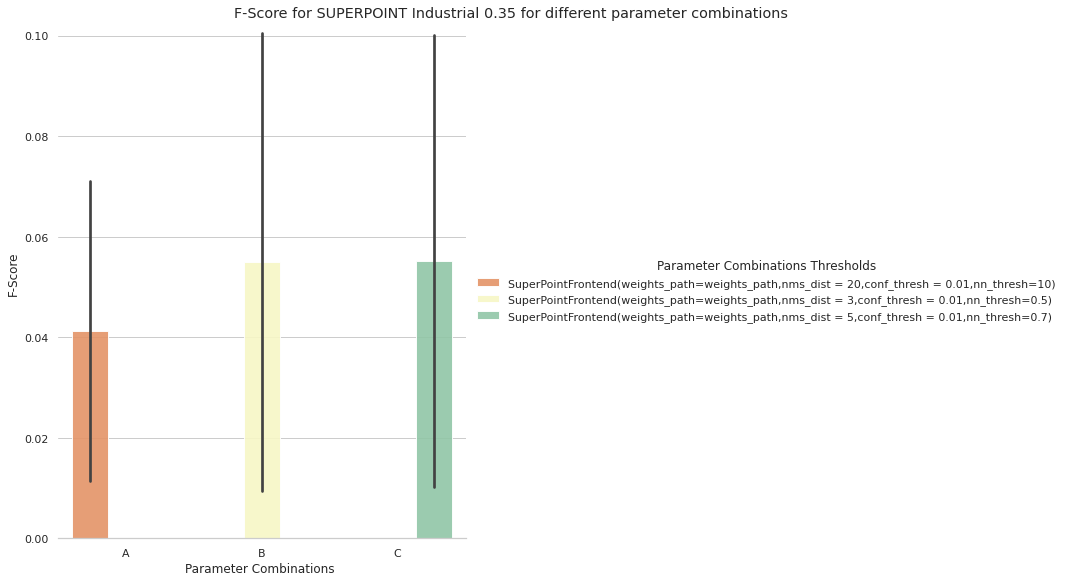 F-Score for SUPERPOINT Industrial 0.35 for different parameter combinations
0.10
0.08
0.06
0.04
0.02
0.00
F-Score
A
B
C
Parameter Combinations
Parameter Combinations Thresholds
SuperPointFrontend(weights_path=weights_path,nms_dist = 20,conf_thresh = 0.01,nn_thresh=10)
SuperPointFrontend(weights_path=weights_path,nms_dist = 3,conf_thresh = 0.01,nn_thresh=0.5)
SuperPointFrontend(weights_path=weights_path,nms_dist = 5,conf_thresh = 0.01,nn_thresh=0.7)